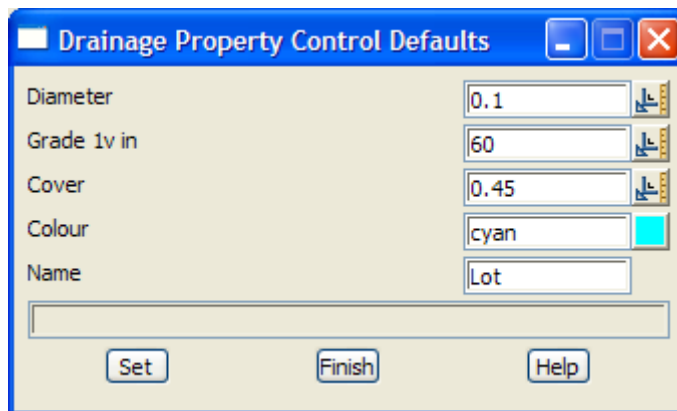 Drainage Property Control Defaults
Diameter 0.1
Grade 1v in 60
Cover 0.45
Colour cyan
Name Lot
Set Finish Help